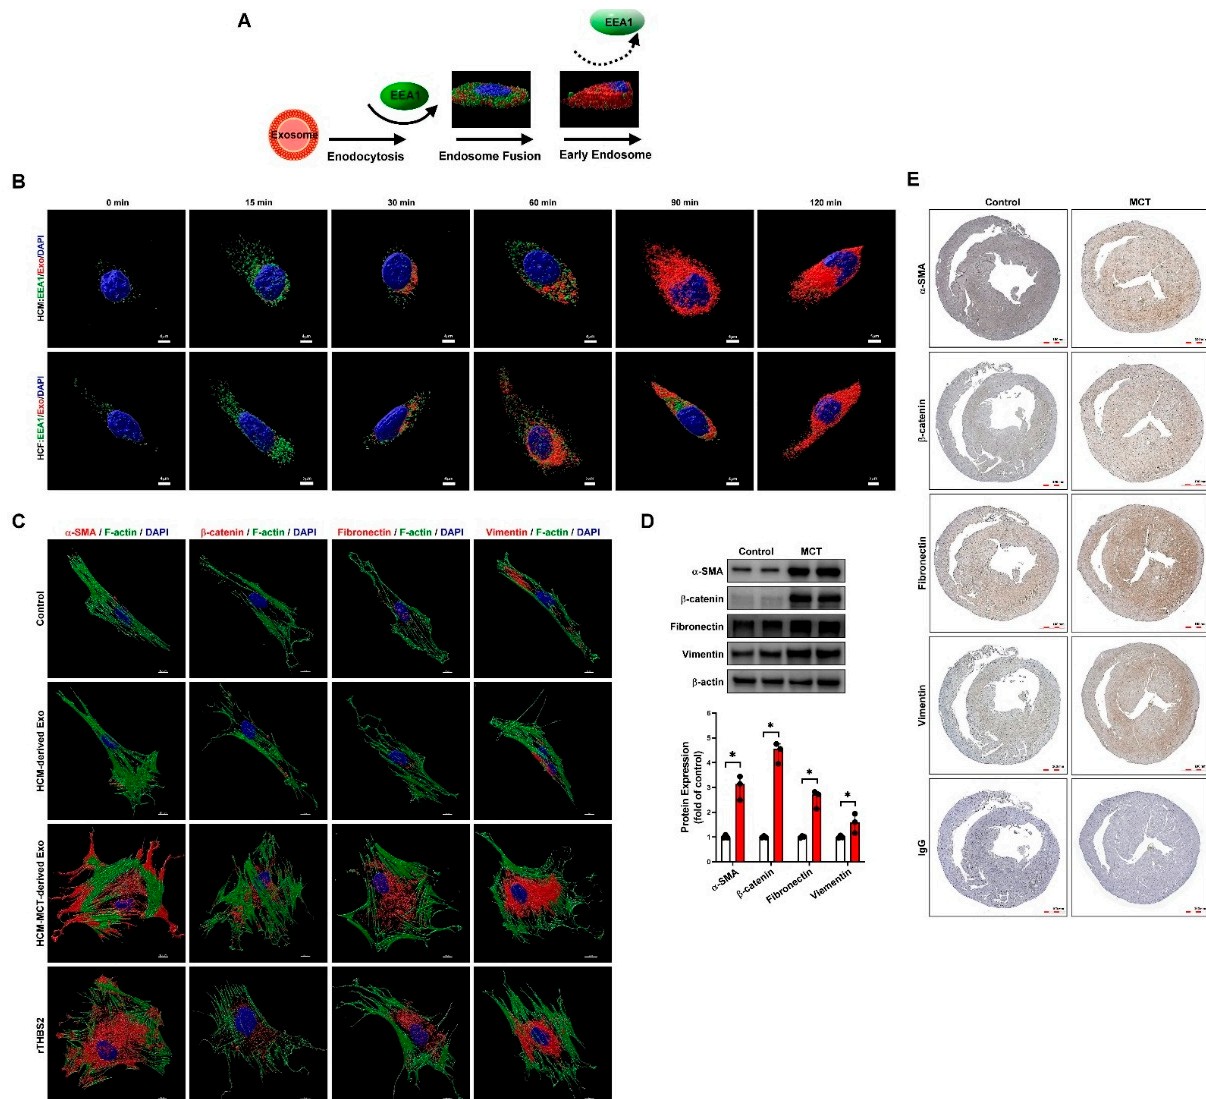 A
EEA1
EEA1
Exosome
Enodocytosis
Endosome Fusion
Early Endosome
B
0 min
15 min
30 min
60 min
90 min
120 min
HCM:EEA1/Exo/DAPI
HCF:EEA1/Exo/DAPI
C
α-SMA / F-actin / DAPI
β-catenin / F-actin / DAPI
Fibronectin / F-actin / DAPI
Vimentin / F-actin / DAPI
Control
HCM-derived Exo
HCM-MCT-derived Exo
rTHBS2
D
Control
MCT
α-SMA
β-catenin
Fibronectin
Vimentin
β-actin
Protein Expression
(fold of control)
6
5
4
3
2
1
0
*
*
*
*
α-SMA
β-catenin
Fibronectin
Viementin
E
Control
MCT
α-SMA
β-catenin
Fibronectin
Vimentin
IgG